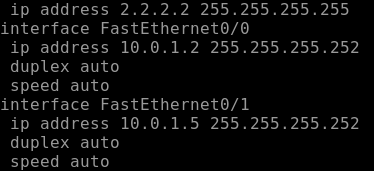 ip address 2.2.2.2 255.255.255.255
interface FastEthernet0/0
ip address 10.0.1.2 255.255.255.252
duplex auto
speed auto
interface FastEthernet0/1
ip address 10.0.1.5 255.255.255.252
duplex auto
speed auto